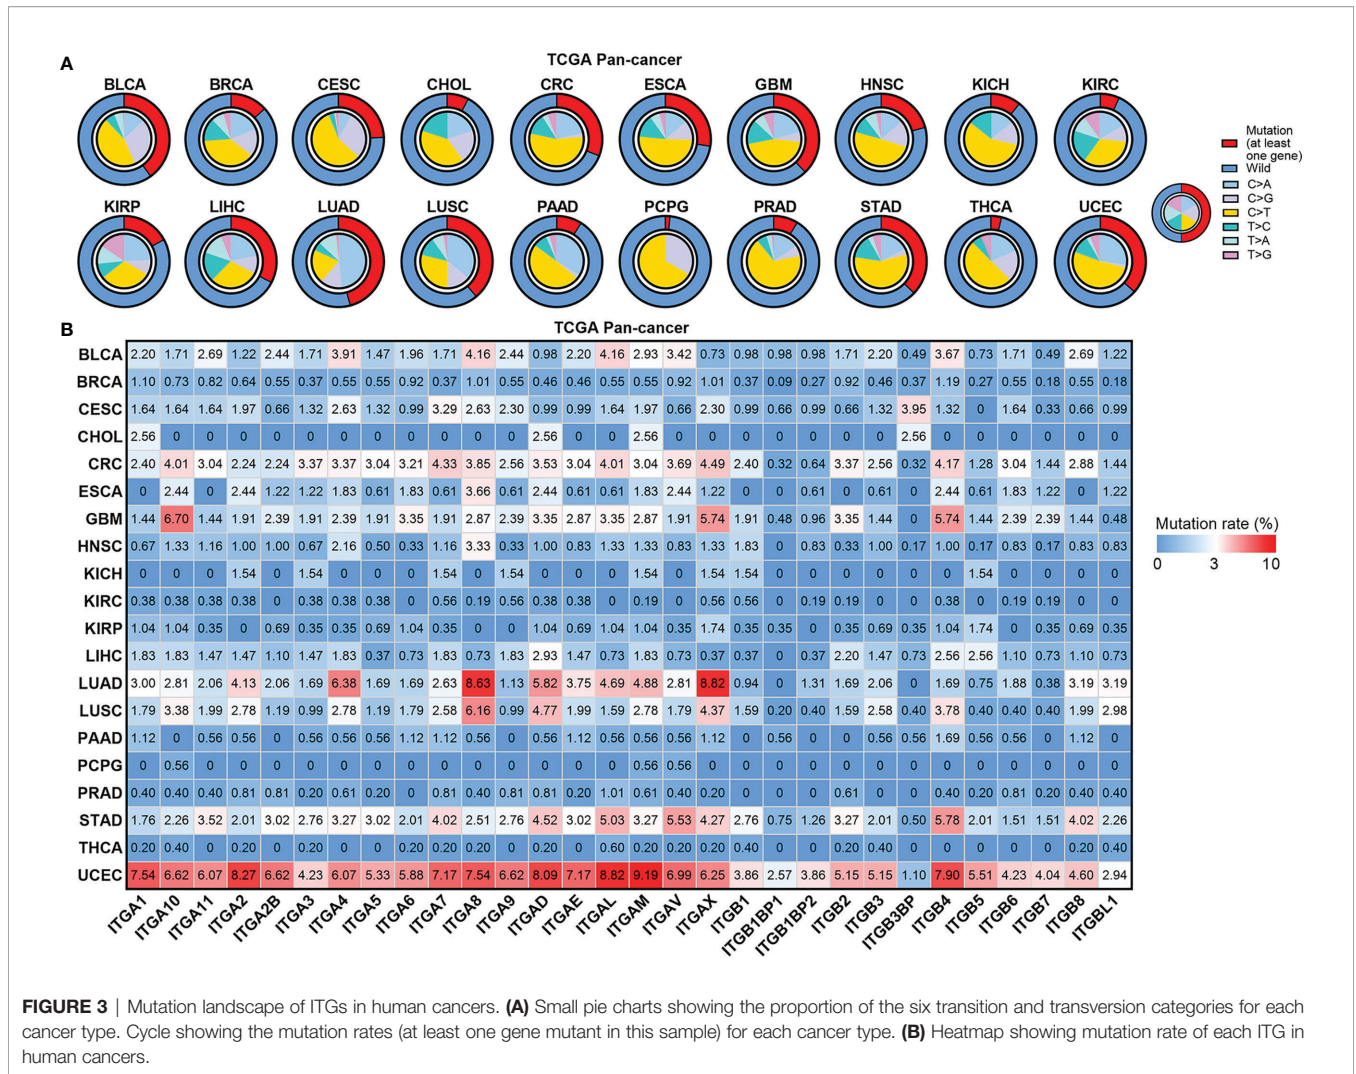 A
TCGA Pan-cancer
BLCA BRCA CESC CHOL CRC ESCA GBM HNSC KICH KIRC
KIRP LIHC LUAD LUSC PAAD PCPG PRAD STAD THCA UCEC
Mutation
(at least
one gene)
Wild
C>A
C>G
C>T
T>C
T>A
T>G
B
TCGA Pan-cancer
BLCA 2.20 1.71 2.69 1.22 2.44 1.71 3.91 1.47 1.96 1.71 4.16 2.44 0.98 2.20 4.16 2.93 3.42 0.73 0.98 0.98 0.98 1.71 2.20 0.49 3.67 0.73 1.71 0.49 2.69 1.22
BRCA 1.10 0.73 0.82 0.64 0.55 0.37 0.55 0.55 0.92 0.37 1.01 0.55 0.46 0.46 0.55 0.55 0.92 1.01 0.37 0.09 0.27 0.92 0.46 0.37 1.19 0.27 0.55 0.18 0.55 0.18
CESC 1.64 1.64 1.64 1.97 0.66 1.32 2.63 1.32 0.99 3.29 2.63 2.30 0.99 0.99 1.64 1.97 0.66 2.30 0.99 0.66 0.99 0.66 1.32 3.95 1.32 0 1.64 0.33 0.66 0.99
CHOL 2.56 0 0 0 0 0 0 0 0 0 0 0 2.56 0 0 2.56 0 0 0 0 0 0 0 2.56 0 0 0 0 0 0
CRC 2.40 4.01 3.04 2.24 2.24 3.37 3.37 3.04 3.21 4.33 3.85 2.56 3.53 3.04 4.01 3.04 3.69 4.49 2.40 0.32 0.64 3.37 2.56 0.32 4.17 1.28 3.04 1.44 2.88 1.44
ESCA 0 2.44 0 2.44 1.22 1.22 1.83 0.61 1.83 0.61 3.66 0.61 2.44 0.61 0.61 1.83 2.44 1.22 0 0 0.61 0 0.61 0 2.44 0.61 1.83 1.22 0 1.22
GBM 1.44 6.70 1.44 1.91 2.39 1.91 2.39 1.91 3.35 1.91 2.87 2.39 3.35 2.87 3.35 2.87 1.91 5.74 1.91 0.48 0.96 3.35 1.44 0 5.74 1.44 2.39 2.39 1.44 0.48
HNSC 0.67 1.33 1.16 1.00 1.00 0.67 2.16 0.50 0.33 1.16 3.33 0.33 1.00 0.83 1.33 1.33 0.83 1.33 1.83 0 0.83 0.33 1.00 0.17 1.00 0.17 0.83 0.17 0.83 0.83
KICH 0 0 0 1.54 0 1.54 0 0 0 1.54 0 1.54 0 0 0 1.54 0 1.54 1.54 0 0 0 0 0 0 1.54 0 0 0 0
KIRC 0.38 0.38 0.38 0.38 0 0.38 0.38 0.38 0 0.56 0.19 0.56 0.38 0.38 0 0.19 0 0.56 0.56 0 0.19 0.19 0 0 0.38 0 0.19 0.19 0 0
KIRP 1.04 1.04 0.35 0 0.69 0.35 0.35 0.69 1.04 0.35 0 0 1.04 0.69 1.04 1.04 0.35 1.74 0.35 0.35 0 0.35 0.69 0.35 1.04 1.74 0 0.35 0.69 0.35
LIHC 1.83 1.83 1.47 1.47 1.10 1.47 1.83 0.37 0.73 1.83 0.73 1.83 2.93 1.47 0.73 1.83 0.73 0.37 0.37 0 0.37 2.20 1.47 0.73 2.56 2.56 1.10 0.73 1.10 0.73
LUAD 3.00 2.81 2.06 4.13 2.06 1.69 6.38 1.69 1.69 2.63 8.63 1.13 5.82 3.75 4.69 4.88 2.81 8.82 0.94 0 1.31 1.69 2.06 0 1.69 0.75 1.88 0.38 3.19 3.19
LUSC 1.79 3.38 1.99 2.78 1.19 0.99 2.78 1.19 1.79 2.58 6.16 0.99 4.77 1.99 1.59 2.78 1.79 4.37 1.59 0.20 0.40 1.59 2.58 0.40 3.78 0.40 0.40 0.40 1.99 2.98
PAAD 1.12 0 0.56 0.56 0 0.56 0.56 0.56 1.12 1.12 0.56 0 0.56 1.12 0.56 0.56 0.56 1.12 0 0.56 0 0 0.56 0.56 1.69 0.56 0.56 0 1.12 0
PCPG 0 0.56 0 0 0 0 0 0 0 0 0 0 0 0 0 0.56 0.56 0 0 0 0 0 0 0 0 0 0 0 0 0
PRAD 0.40 0.40 0.40 0.81 0.81 0.20 0.61 0.20 0 0.81 0.40 0.81 0.81 0.20 1.01 0.61 0.40 0.20 0 0 0 0.61 0 0 0.40 0.20 0.81 0.20 0.40 0.40
STAD 1.76 2.26 3.52 2.01 3.02 2.76 3.27 3.02 2.01 4.02 2.51 2.76 4.52 3.02 5.03 3.27 5.53 4.27 2.76 0.75 1.26 3.27 2.01 0.50 5.78 2.01 1.51 1.51 4.02 2.26
THCA 0.20 0.40 0 0.20 0 0.20 0.20 0 0.20 0 0.20 0 0.20 0 0.60 0.20 0.20 0.20 0.40 0 0 0.20 0.40 0 0 0 0 0 0.20 0.40
UCEC 7.54 6.62 6.07 8.27 6.62 4.23 6.07 5.33 5.88 7.17 7.54 6.62 8.09 7.17 8.82 9.19 6.99 6.25 3.86 2.57 3.86 5.15 5.15 1.10 7.90 5.51 4.23 4.04 4.60 2.94
ITGA1 ITGA10 ITGA11 ITGA2 ITGA2B ITGA3 ITGA4 ITGA5 ITGA6 ITGA7 ITGA8 ITGA9 ITGAD ITGAE ITGAL ITGAM ITGAV ITGAX ITGB1 ITGB1BP1 ITGB1BP2 ITGB2 ITGB3 ITGB3BP ITGB4 ITGB5 ITGB6 ITGB7 ITGB8 ITGBL1
Mutation rate (%)
0 3 10
FIGURE 3 | Mutation landscape of ITGs in human cancers. (A) Small pie charts showing the proportion of the six transition and transversion categories for each
cancer type. Cycle showing the mutation rates (at least one gene mutant in this sample) for each cancer type. (B) Heatmap showing mutation rate of each ITG in
human cancers.